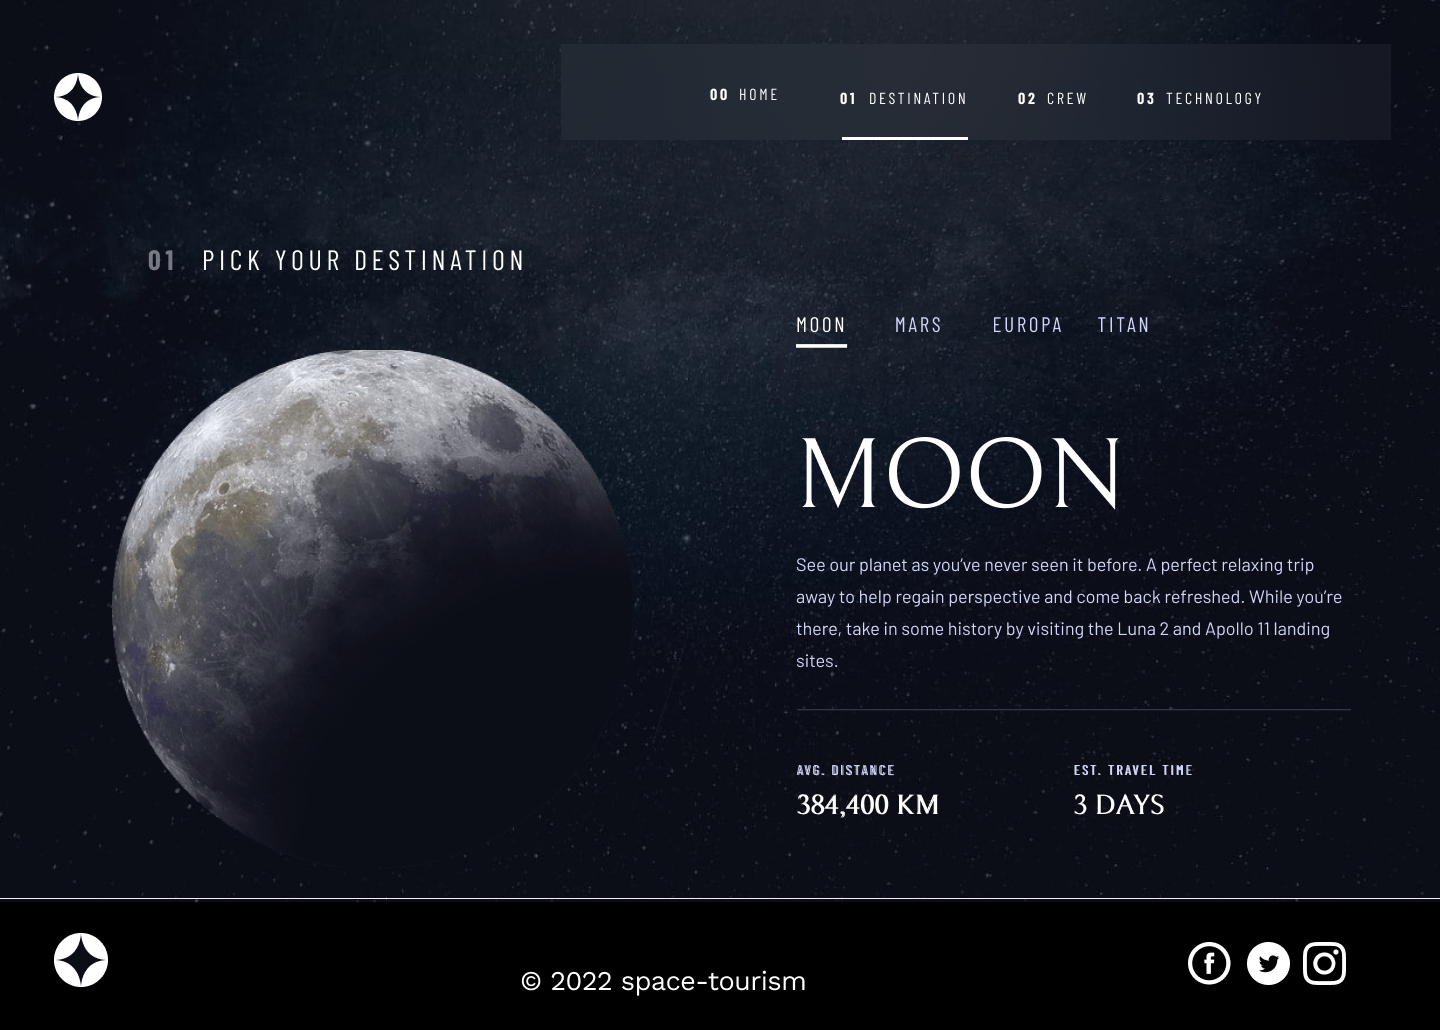 00 HOME
01 DESTINATION
02 CREW
03 TECHNOLOGY
01 PICK YOUR DESTINATION
MOON
MARS
EUROPA
TITAN
MOON
See our planet as you’ve never seen it before. A perfect relaxing trip
away to help regain perspective and come back refreshed. While you’re
there, take in some history by visiting the Luna 2 and Apollo 11 landing
sites.
AVG. DISTANCE
384,400 KM
EST. TRAVEL TIME
3 DAYS
© 2022 space-tourism